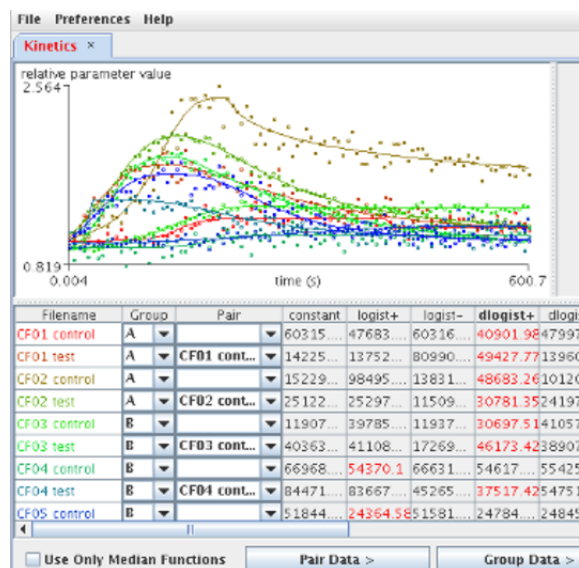 File Preferences Help
Kinetics ×
relative parameter value
2.564
0.819
0.004 time (s) 600.7
Filename Group Pair constant logist+ logist- dlogist+ dlogi
CF01 control A 60315... 47683... 60316... 40901.98 47997
CF01 test A CF01 cont... 14225... 13752... 80990... 49427.77 13960
CF02 control A 15229... 98495... 13831... 48683.26 10120
CF02 test A CF02 cont... 25122... 25297... 11509... 30781.35 24197
CF03 control B 11907... 39785... 11937... 30697.51 41057
CF03 test B CF03 cont... 40363... 41108... 17269... 46173.42 38907
CF04 control B 66968... 54370.1 66631... 54617... 55425
CF04 test B CF04 cont... 84471... 83667... 45265... 37517.42 54751
CF05 control B 51844... 24364.58 51581... 24784... 24845
Use Only Median Functions Pair Data > Group Data >